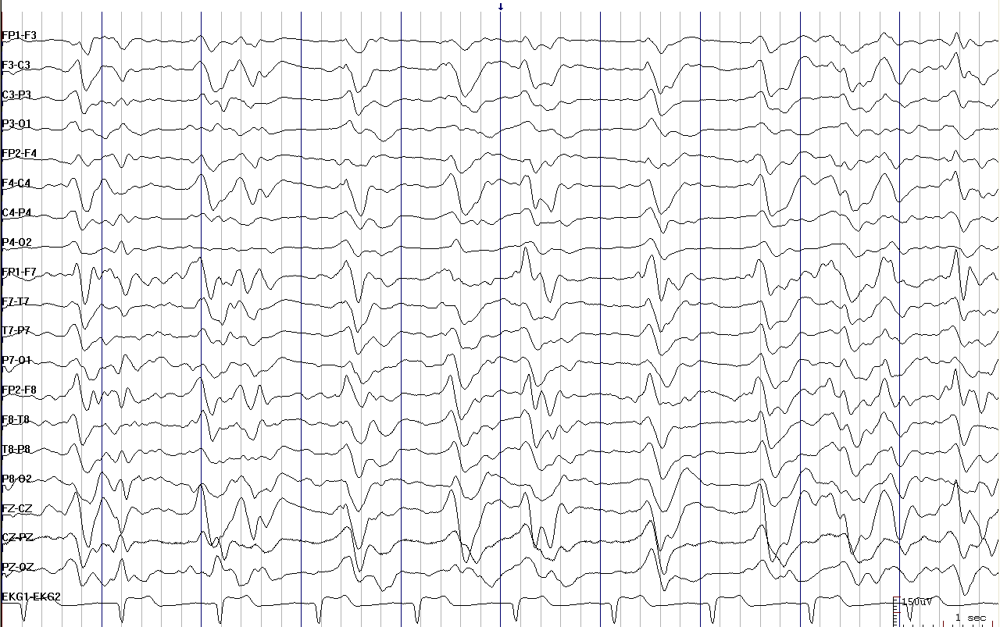 FP1-F3
F3-C3
C3-P3
P3-O1
FP2-F4
F4-C4
C4-P4
P4-O2
FP1-F7
F7-T7
T7-P7
P7-O1
FP2-F8
F8-T8
T8-P8
P8-O2
FZ-CZ
CZ-PZ
PZ-OZ
EKG1-EKG2
150uV
1 sec